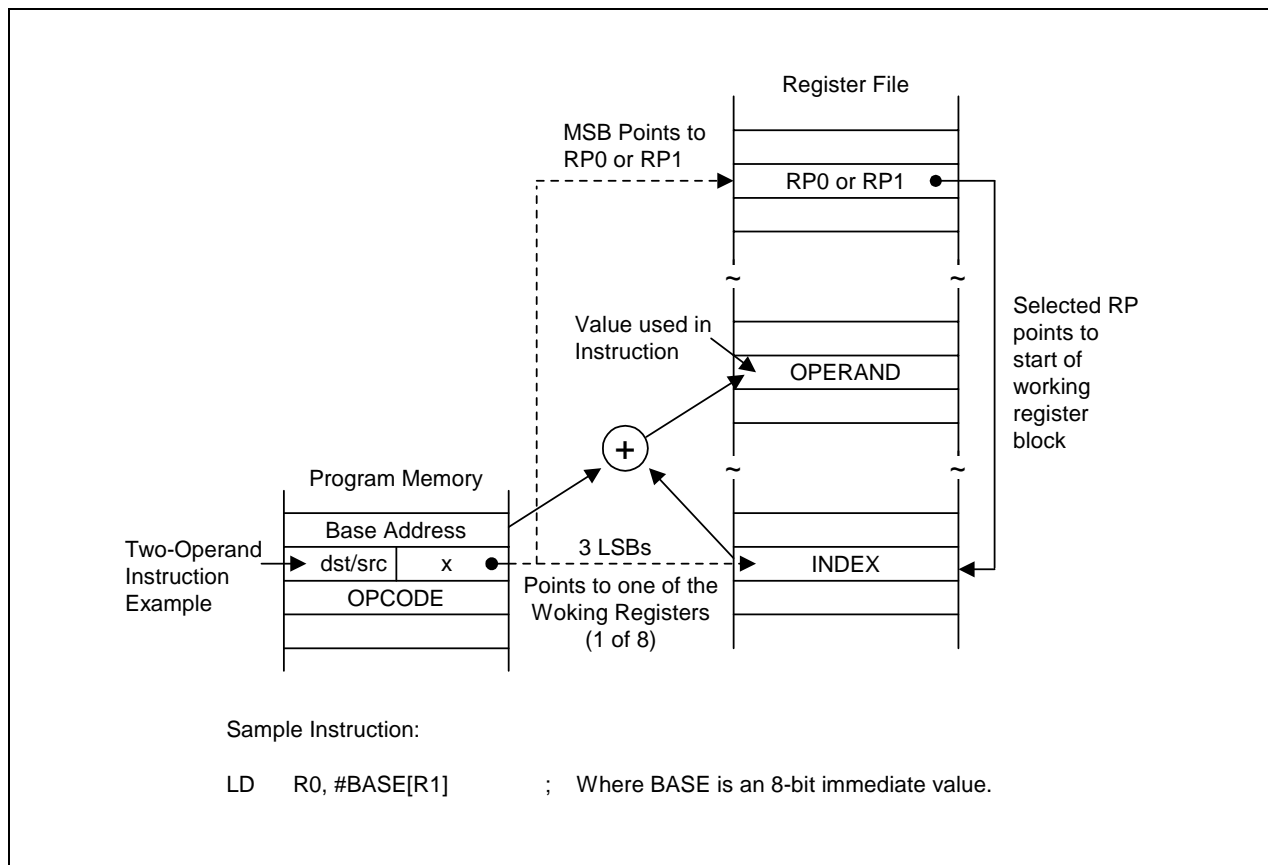 Register File
MSB Points to
RP0 or RP1
RP0 or RP1
~ ~
Selected RP
points to
start of
working
register
block
Value used in
Instruction
OPERAND
+
~ ~
Program Memory
Base Address
Two-Operand
Instruction
Example
dst/src x
3 LSBs
INDEX
OPCODE
Points to one of the
Woking Registers
(1 of 8)
Sample Instruction:
LD R0, #BASE[R1] ; Where BASE is an 8-bit immediate value.